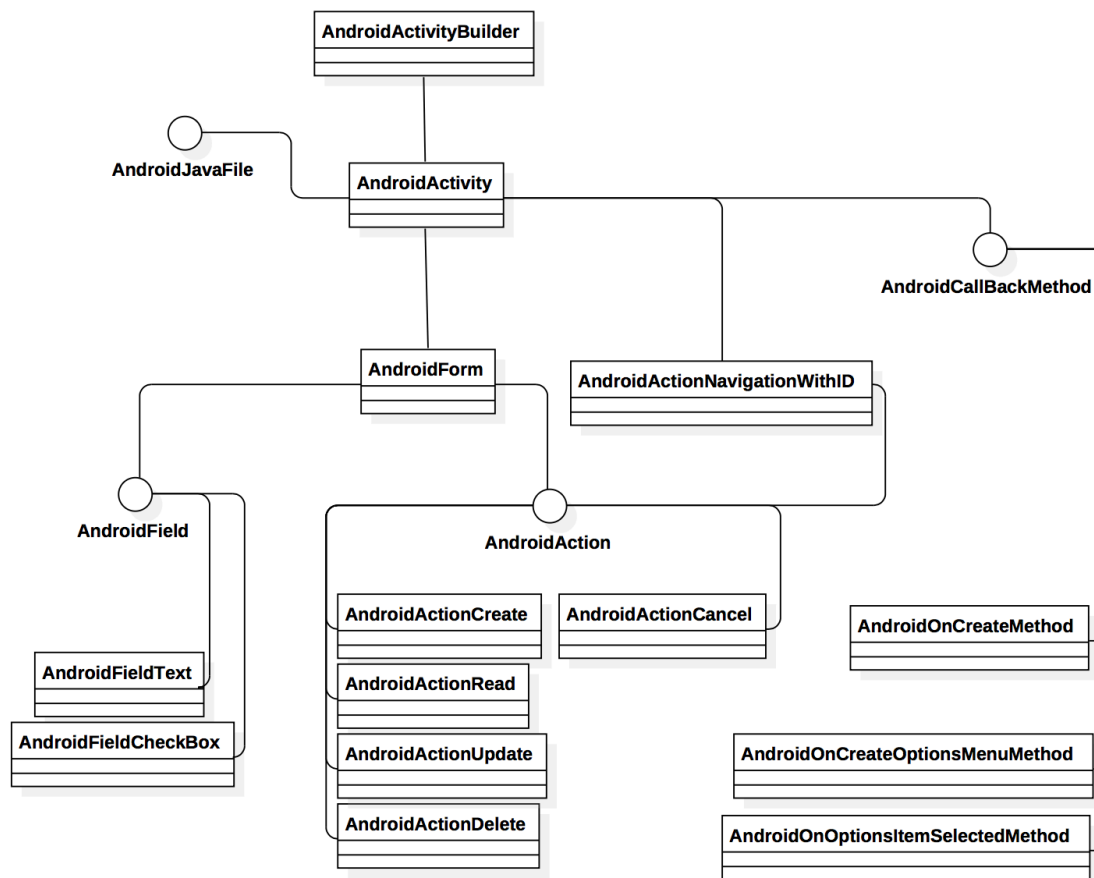 AndroidActivityBuilder
AndroidJavaFile
AndroidActivity
AndroidCallBackMethod
AndroidForm
AndroidActionNavigationWithID
AndroidField
AndroidAction
AndroidActionCreate
AndroidActionCancel
AndroidOnCreateMethod
AndroidFieldText
AndroidActionRead
AndroidFieldCheckBox
AndroidActionUpdate
AndroidOnCreateOptionsMenuMethod
AndroidActionDelete
AndroidOnOptionsItemSelectedMethod